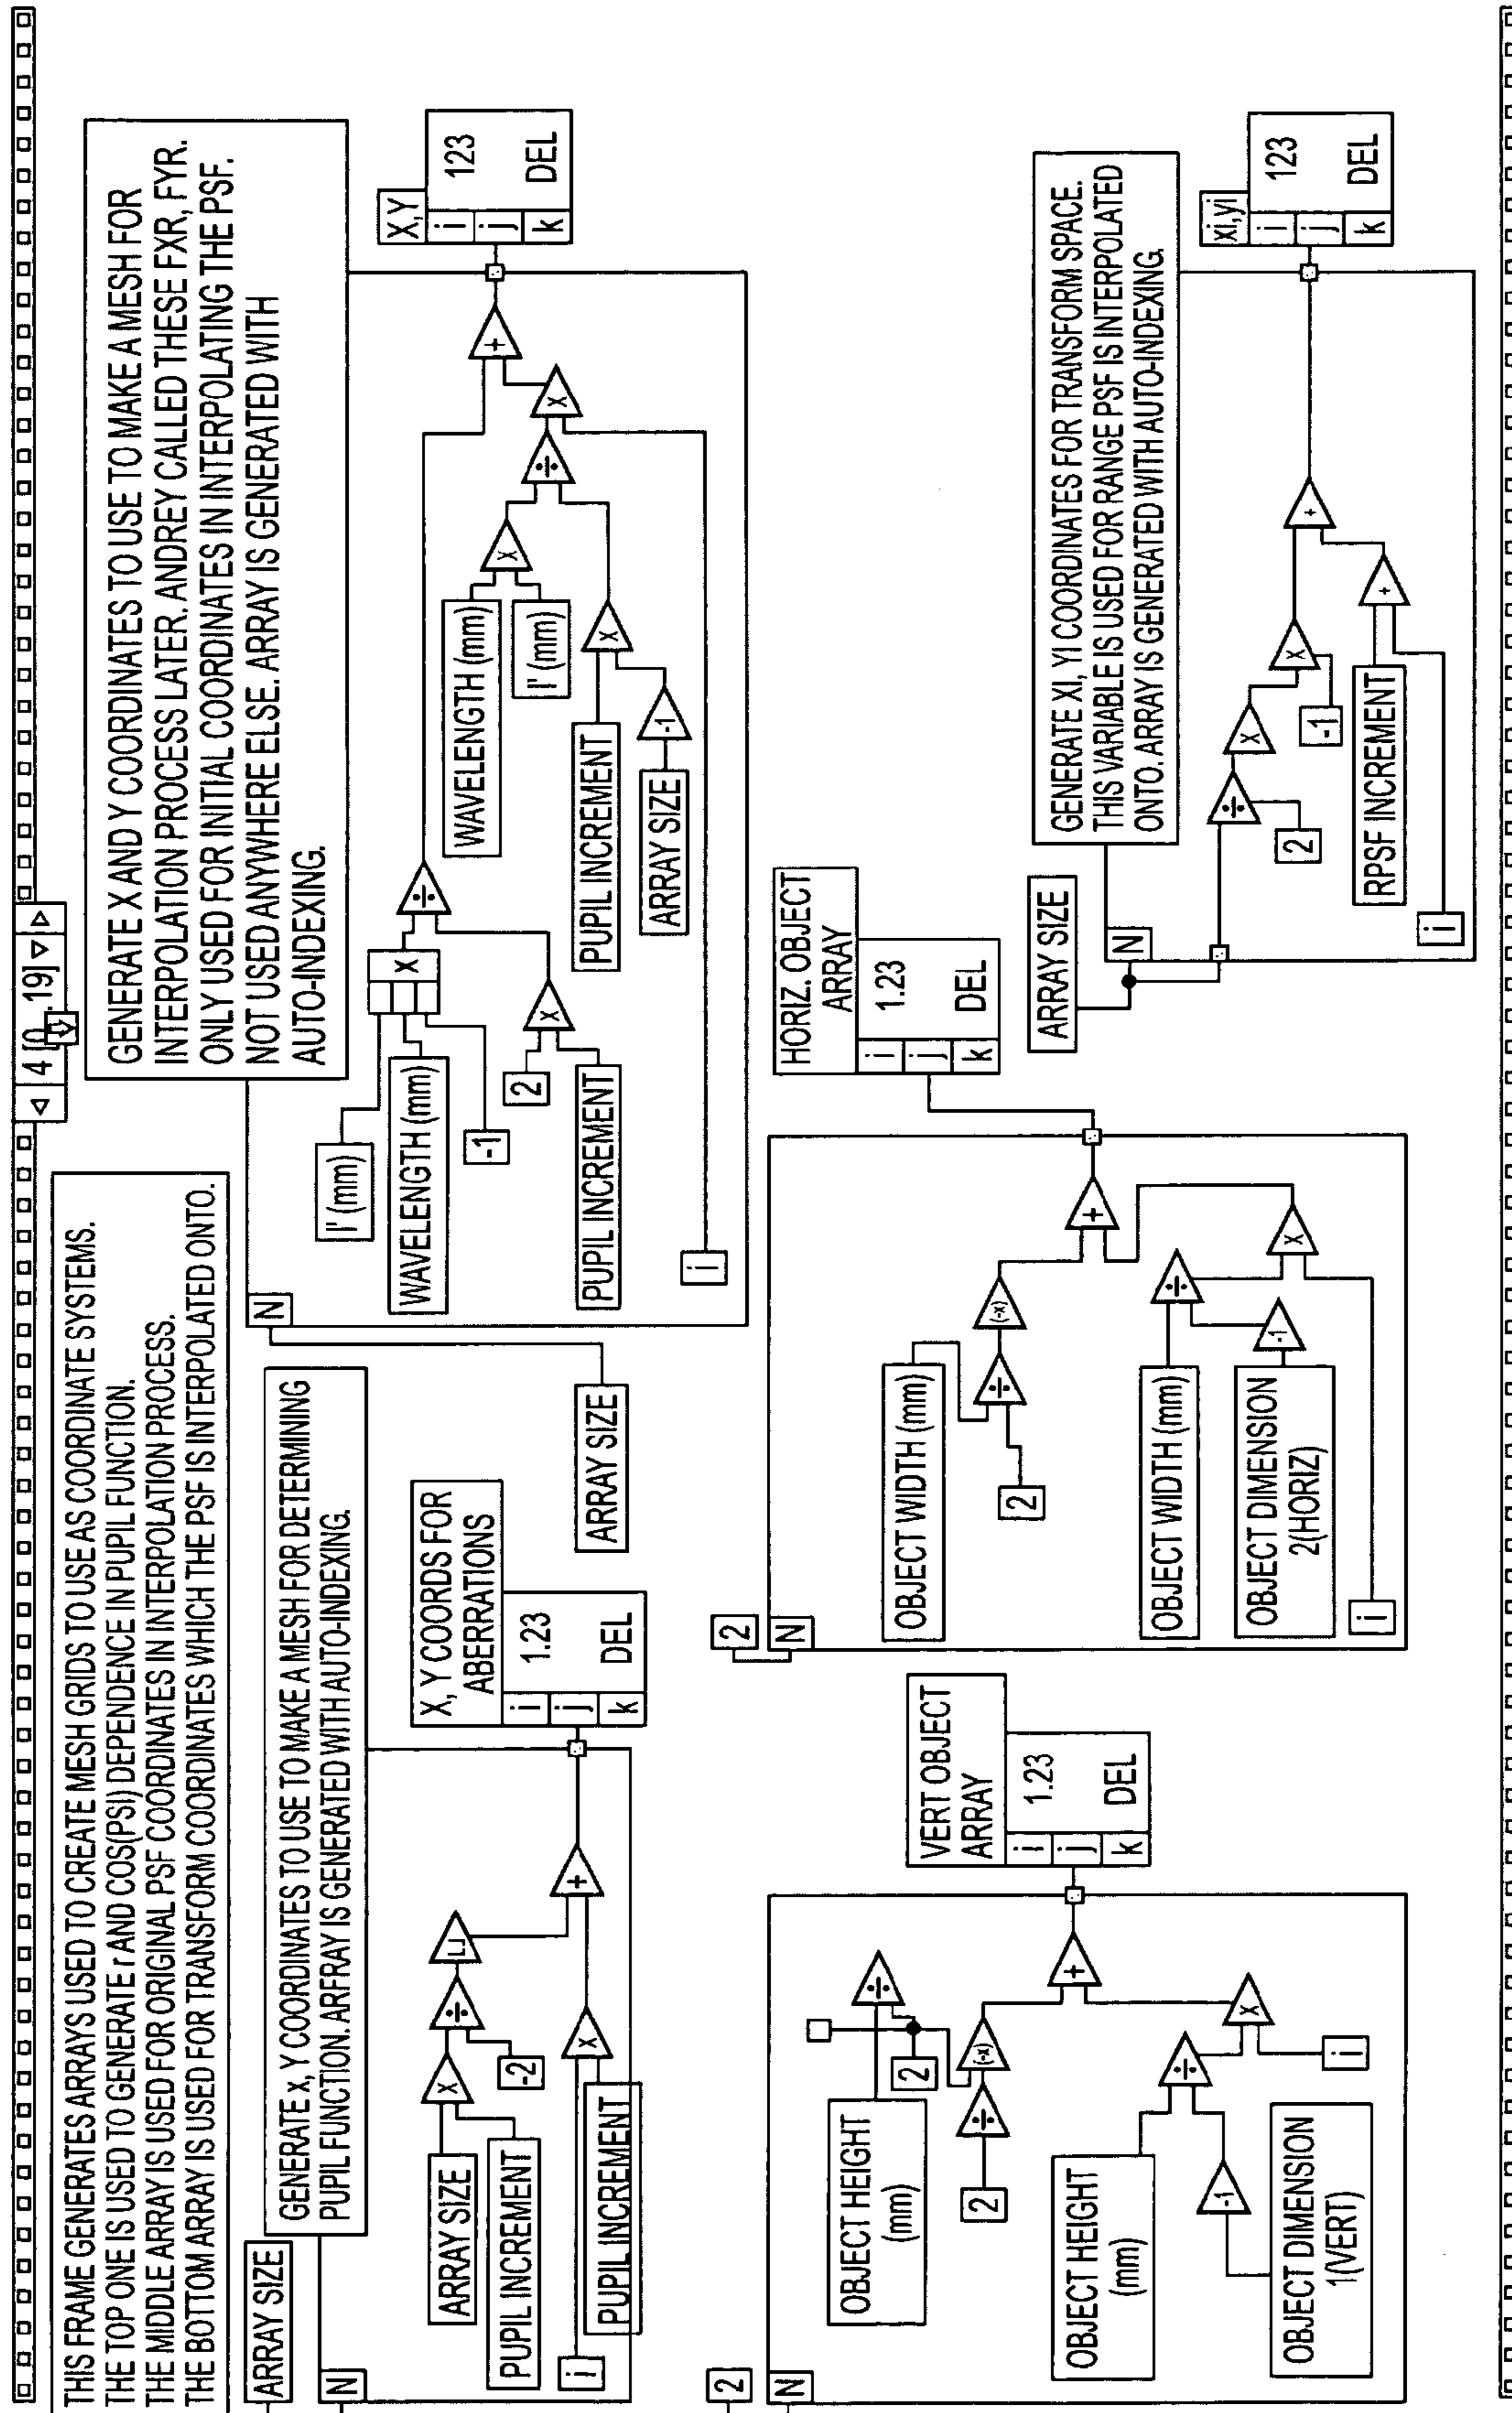 4 [0..19]
THIS FRAME GENERATES ARRAYS USED TO CREATE MESH GRIDS TO USE AS COORDINATE SYSTEMS.
THE TOP ONE IS USED TO GENERATE r AND COS(PSI) DEPENDENCE IN PUPIL FUNCTION.
THE MIDDLE ARRAY IS USED FOR ORIGINAL PSF COORDINATES IN INTERPOLATION PROCESS.
THE BOTTOM ARRAY IS USED FOR TRANSFORM COORDINATES WHICH THE PSF IS INTERPOLATED ONTO.
ARRAY SIZE
N
GENERATE x, Y COORDINATES TO USE TO MAKE A MESH FOR DETERMINING
PUPIL FUNCTION. ARFRAY IS GENERATED WITH AUTO-INDEXING.
ARRAY SIZE
PUPIL INCREMENT
X
÷
-2
i
PUPIL INCREMENT
X
+
X, Y COORDS FOR
ABERRATIONS
i
j
k
1.23
DEL
ARRAY SIZE
N
GENERATE X AND Y COORDINATES TO USE TO MAKE A MESH FOR
INTERPOLATION PROCESS LATER. ANDREY CALLED THESE FXR, FYR.
ONLY USED FOR INITIAL COORDINATES IN INTERPOLATING THE PSF.
NOT USED ANYWHERE ELSE. ARRAY IS GENERATED WITH
AUTO-INDEXING.
l' (mm)
WAVELENGTH (mm)
-1
X
2
PUPIL INCREMENT
X
÷
i
WAVELENGTH (mm)
l' (mm)
X
PUPIL INCREMENT
ARRAY SIZE
-1
X
÷
X
+
X,Y
i
j
k
123
DEL
2
N
OBJECT HEIGHT
(mm)
÷
2
2
÷
(-x)
OBJECT HEIGHT
(mm)
OBJECT DIMENSION
1(VERT)
-1
÷
i
X
+
VERT OBJECT
ARRAY
i
j
k
1.23
DEL
2
N
OBJECT WIDTH (mm)
2
÷
(-x)
OBJECT WIDTH (mm)
OBJECT DIMENSION
2(HORIZ)
-1
÷
i
X
+
HORIZ. OBJECT
ARRAY
i
j
k
1.23
DEL
ARRAY SIZE
N
GENERATE XI, YI COORDINATES FOR TRANSFORM SPACE.
THIS VARIABLE IS USED FOR RANGE PSF IS INTERPOLATED
ONTO. ARRAY IS GENERATED WITH AUTO-INDEXING.
÷
2
X
X
-1
RPSF INCREMENT
i
+
+
xi,yi
i
j
k
123
DEL